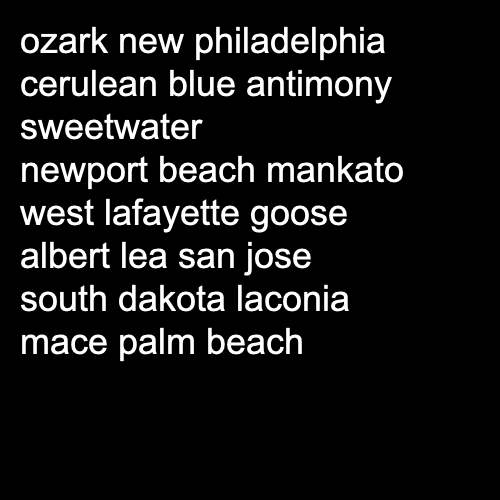 ozark new philadelphia
cerulean blue antimony
sweetwater
newport beach mankato
west lafayette goose
albert lea san jose
south dakota laconia
mace palm beach